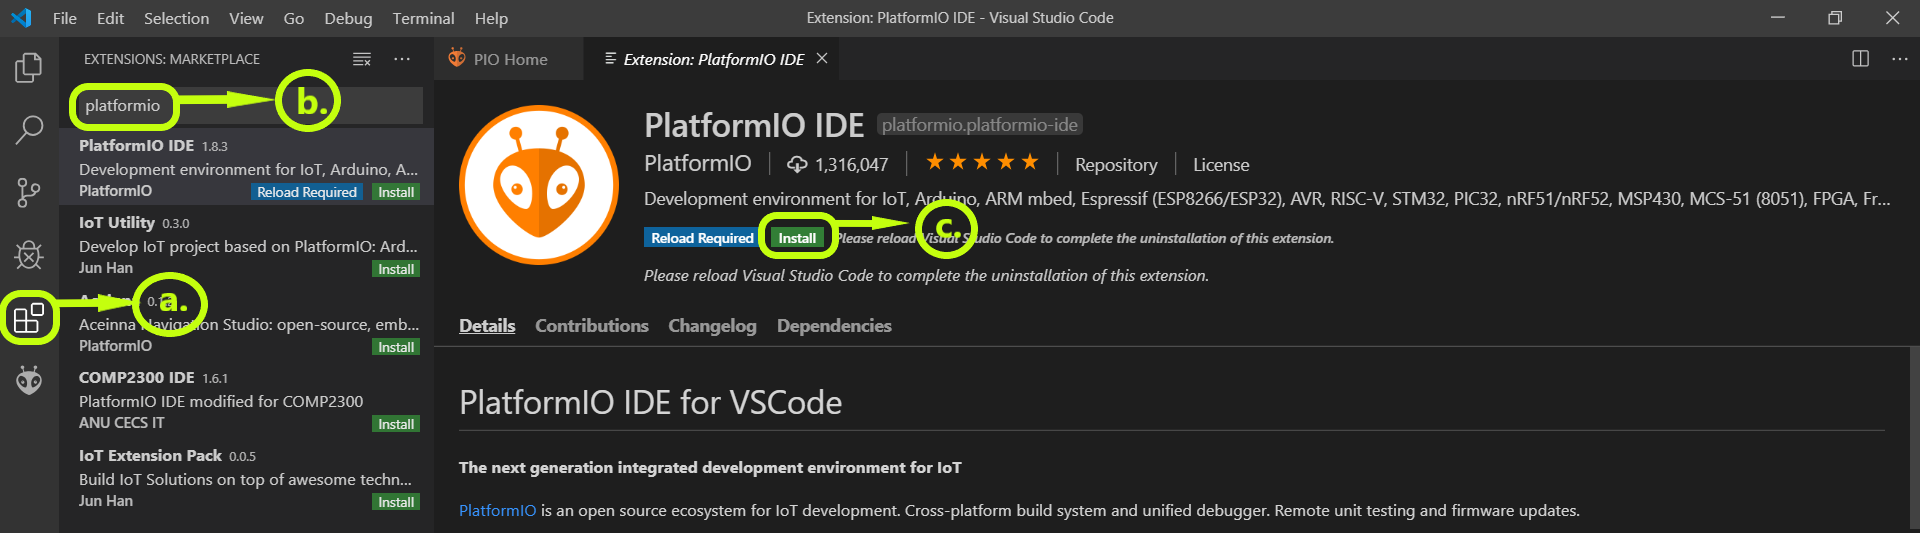 File Edit Selection View Go Debug Terminal Help
Extension: PlatformIO IDE - Visual Studio Code
EXTENSIONS: MARKETPLACE
platformio
b.
PlatformIO IDE 1.8.3
Development environment for IoT, Arduino, A...
PlatformIO Reload Required Install
IoT Utility 0.3.0
Develop IoT project based on PlatformIO: Ard...
Jun Han Install
a.
Aceinna Navigation Studio: open-source, emb...
PlatformIO Install
COMP2300 IDE 1.6.1
PlatformIO IDE modified for COMP2300
ANU CECS IT Install
IoT Extension Pack 0.0.5
Build IoT Solutions on top of awesome techn...
Jun Han Install
PIO Home Extension: PlatformIO IDE
PlatformIO IDE platformio.platformio-ide
PlatformIO 1,316,047 Repository License
Development environment for IoT, Arduino, ARM mbed, Espressif (ESP8266/ESP32), AVR, RISC-V, STM32, PIC32, nRF51/nRF52, MSP430, MCS-51 (8051), FPGA, Fr...
c.
Reload Required Install Please reload Visual Studio Code to complete the uninstallation of this extension.
Please reload Visual Studio Code to complete the uninstallation of this extension.
Details Contributions Changelog Dependencies
PlatformIO IDE for VSCode
The next generation integrated development environment for IoT
PlatformIO is an open source ecosystem for IoT development. Cross-platform build system and unified debugger. Remote unit testing and firmware updates.